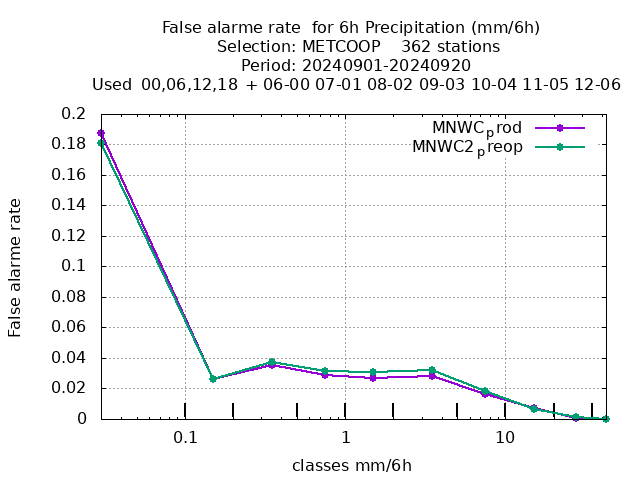 False alarme rate  for 6h Precipitation (mm/6h)
Selection: METCOOP    362 stations
Period: 20240901-20240920
Used  00,06,12,18  + 06-00 07-01 08-02 09-03 10-04 11-05 12-06
MNWCprod
MNWC2preop
0.2
0.18
0.16
0.14
0.12
0.1
0.08
0.06
0.04
0.02
0
False alarme rate
0.1 1 10
classes mm/6h